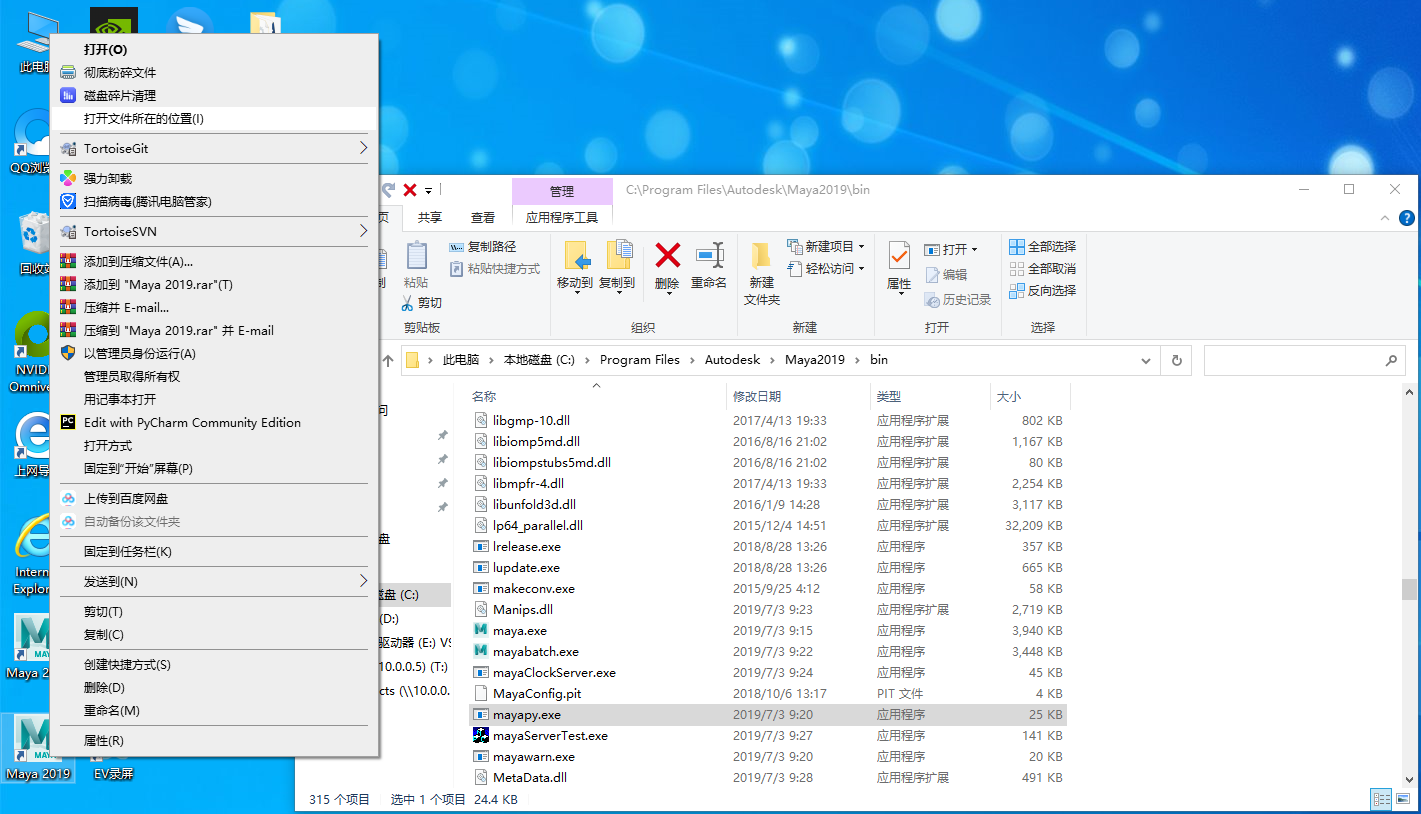 此电脑
QQ浏览
回收站
NVIDI
Omnive
上网导
Intern
Explor
Maya 2
Maya 2019
EV录屏
打开(O)
彻底粉碎文件
磁盘碎片清理
打开文件所在的位置(I)
TortoiseGit
强力卸载
扫描病毒(腾讯电脑管家)
TortoiseSVN
添加到压缩文件(A)...
添加到 "Maya 2019.rar"(T)
压缩并 E-mail...
压缩到 "Maya 2019.rar" 并 E-mail
以管理员身份运行(A)
管理员取得所有权
用记事本打开
Edit with PyCharm Community Edition
打开方式
固定到"开始"屏幕(P)
上传到百度网盘
自动备份该文件夹
固定到任务栏(K)
发送到(N)
剪切(T)
复制(C)
创建快捷方式(S)
删除(D)
重命名(M)
属性(R)
管理
C:\Program Files\Autodesk\Maya2019\bin
页 共享 查看 应用程序工具
制
粘贴
复制路径
粘贴快捷方式
剪切
剪贴板
移动到 复制到 删除 重命名
组织
新建
文件夹
新建项目
轻松访问
新建
属性
打开
编辑
历史记录
打开
全部选择
全部取消
反向选择
选择
此电脑 本地磁盘 (C:) Program Files Autodesk Maya2019 bin
问
盘
磁盘 (C:)
(D:)
驱动器 (E:) VS
10.0.0.5) (T:)
cts (\\10.0.0.
名称 修改日期 类型 大小
libgmp-10.dll 2017/4/13 19:33 应用程序扩展 802 KB
libiomp5md.dll 2016/8/16 21:02 应用程序扩展 1,167 KB
libiompstubs5md.dll 2016/8/16 21:02 应用程序扩展 80 KB
libmpfr-4.dll 2017/4/13 19:33 应用程序扩展 2,254 KB
libunfold3d.dll 2016/1/9 14:28 应用程序扩展 3,117 KB
lp64_parallel.dll 2015/12/4 14:51 应用程序扩展 32,209 KB
lrelease.exe 2018/8/28 13:26 应用程序 357 KB
lupdate.exe 2018/8/28 13:26 应用程序 665 KB
makeconv.exe 2015/9/25 4:12 应用程序 58 KB
Manips.dll 2019/7/3 9:23 应用程序扩展 2,719 KB
maya.exe 2019/7/3 9:15 应用程序 3,940 KB
mayabatch.exe 2019/7/3 9:22 应用程序 3,448 KB
mayaClockServer.exe 2019/7/3 9:24 应用程序 45 KB
MayaConfig.pit 2018/10/6 13:17 PIT 文件 4 KB
mayapy.exe 2019/7/3 9:20 应用程序 25 KB
mayaServerTest.exe 2019/7/3 9:27 应用程序 141 KB
mayawarn.exe 2019/7/3 9:20 应用程序 20 KB
MetaData.dll 2019/7/3 9:28 应用程序扩展 491 KB
315 个项目 选中 1 个项目 24.4 KB